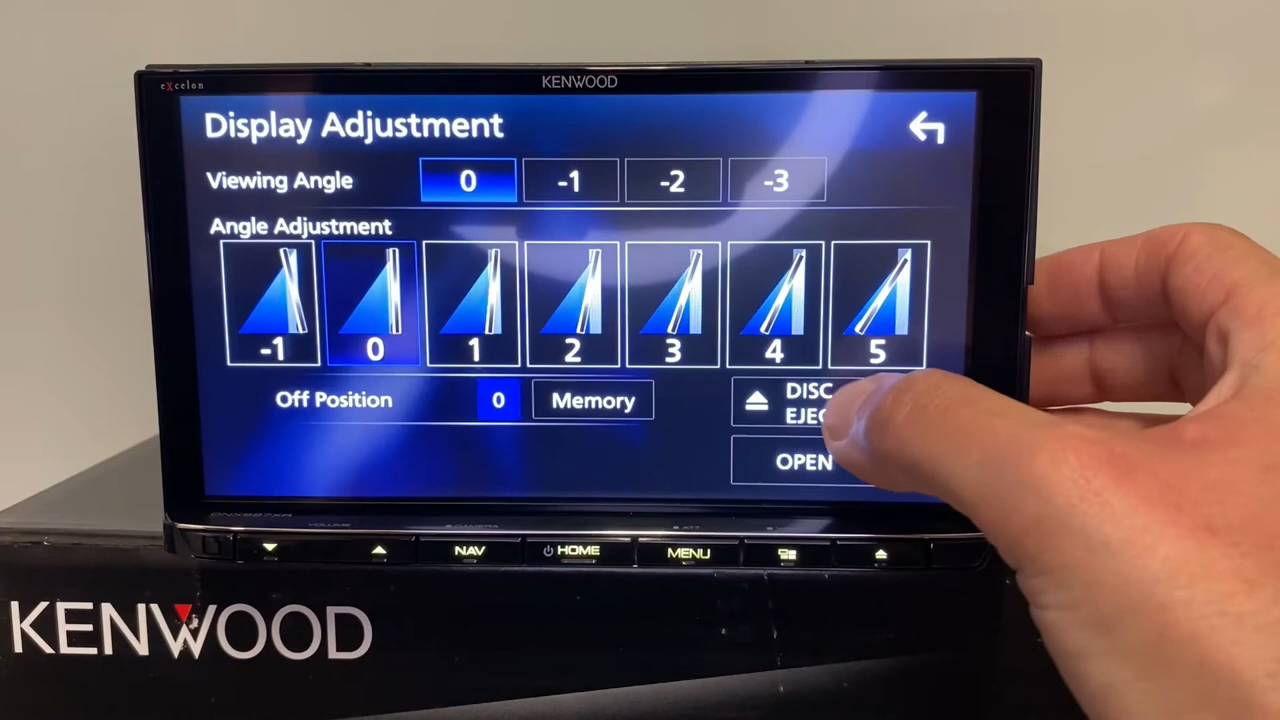 eXcelon
KENWOOD
Display Adjustment
Viewing Angle 0 -1 -2 -3
Angle Adjustment
-1 0 1 2 3 4 5
Off Position 0 Memory
DISC
OPEN
VOLUME
NAV HOME MENU
KENWOOD